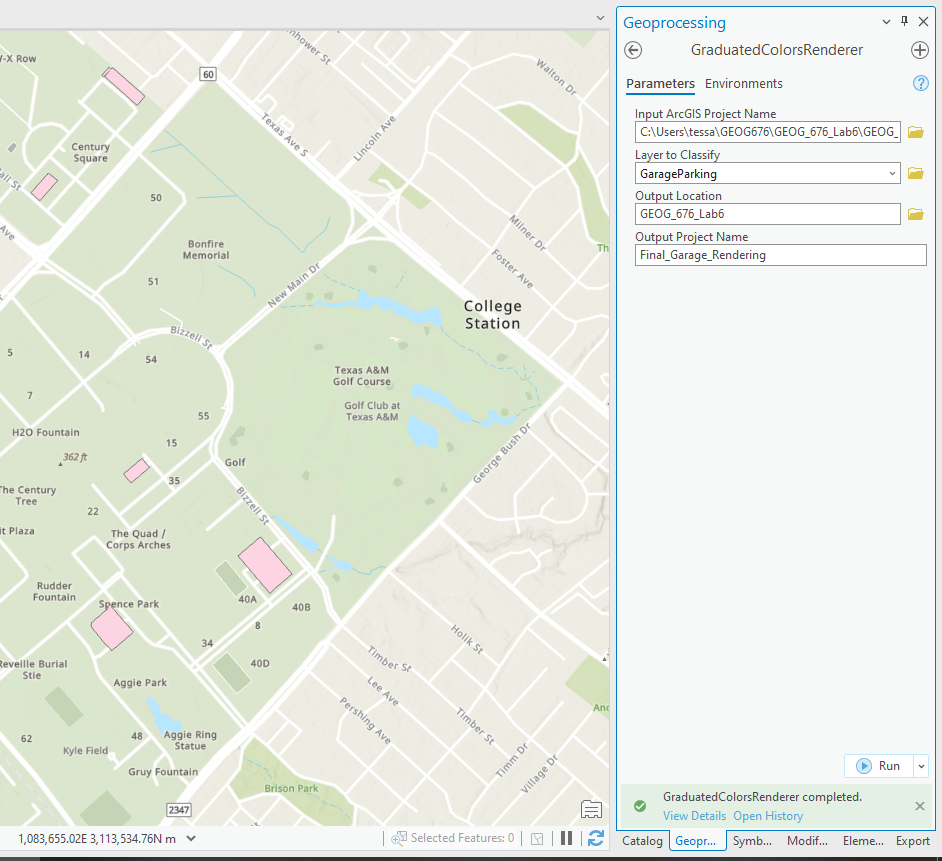 Geoprocessing
GraduatedColorsRenderer
Parameters Environments
Input ArcGIS Project Name
C:\Users\tessa\GEOG676\GEOG_676_Lab6\GEOG_
Layer to Classify
GarageParking
Output Location
GEOG_676_Lab6
Output Project Name
Final_Garage_Rendering
Run
GraduatedColorsRenderer completed.
View Details Open History
Catalog Geopr... Symb... Modif... Eleme... Export
-X Row
60
Walton Dr
Texas Ave S
Lincoln Ave
Century
Square
50
Bonfire
Memorial
Milner Dr
Foster Ave
Th
51
New Main Dr
College
Station
Bizzell St
5
14
54
Texas A&M
Golf Course
7
Golf Club at
Texas A&M
55
H2O Fountain
15
362 ft
Golf
35
George Bush Dr
The Century
Tree
22
Bizzell St
it Plaza
The Quad /
Corps Arches
Rudder
Fountain
Spence Park
40A
40B
8
34
Holik St
40D
Timber St
Reveille Burial
Stie
Aggie Park
Lee Ave
Pershing Ave
Timber St
62
48
Aggie Ring
Statue
Kyle Field
Timm Dr
Village Dr
Gruy Fountain
Brison Park
2347
1,083,655.02E 3,113,534.76N m
Selected Features: 0